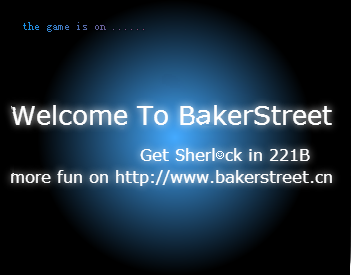 the game is on ......
Welcome To BakerStreet
Get Sherl©ck in 221B
more fun on http://www.bakerstreet.cn